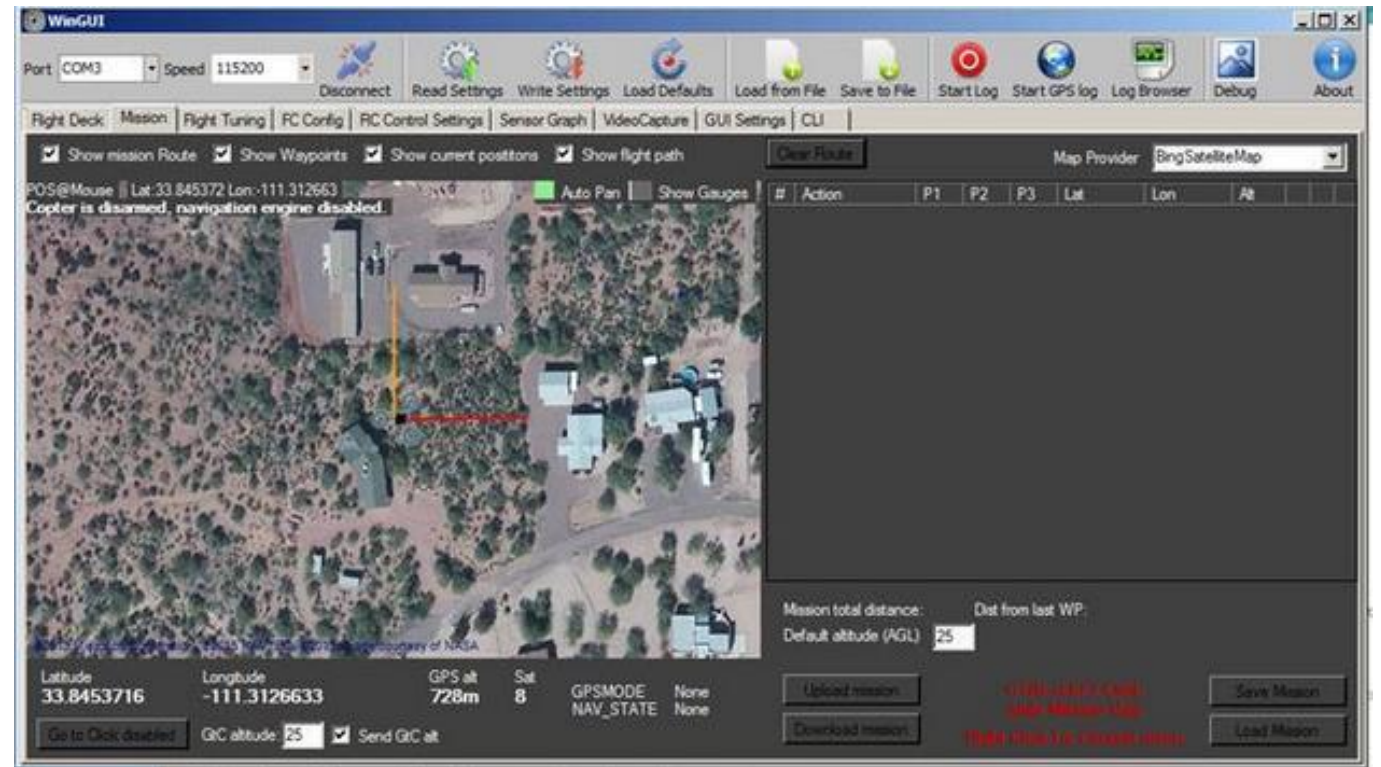 WinGUI
Port COM3 Speed 115200
Disconnect Read Settings Write Settings Load Defaults Load from File Save to File Start Log Start GPS log Log Browser Debug About
Flight Deck Mission Flight Tuning FC Config RC Control Settings Sensor Graph VideoCapture GUI Settings CLI
Show mission Route Show Waypoints Show current postitons Show flight path Clear Route Map Provider BingSatelliteMap
POS@Mouse Lat:33.845372 Lon:-111.312663 Auto Pan Show Gauges # Action P1 P2 P3 Lat Lon Alt
Copter is disarmed, navigation engine disabled.
Mission total distance: Dist from last WP:
Default altitude (AGL) 25
courtesy of NASA
Latitude Longitude GPS alt Sat
33.8453716 -111.3126633 728m 8 GPSMODE None
NAV_STATE None
Upload mission Save Mission
Go to Click disabled GtC altitude: 25 Send GtC alt Download mission Load Mission